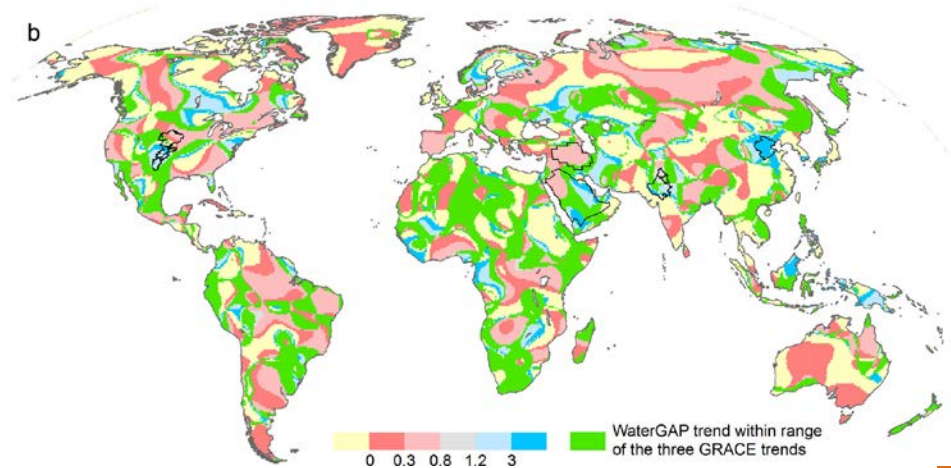 b
0 0.3 0.8 1.2 3
WaterGAP trend within range
of the three GRACE trends